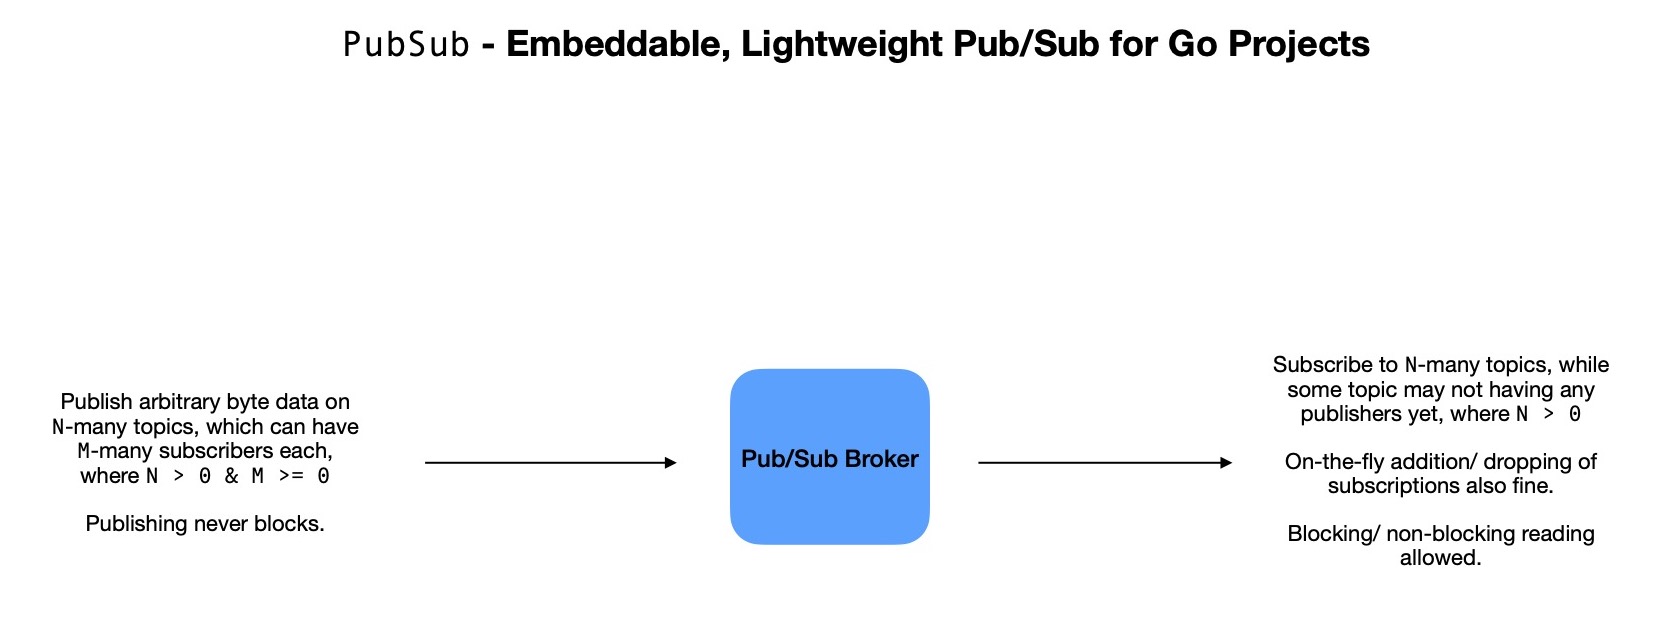 PubSub - Embeddable, Lightweight Pub/Sub for Go Projects
Publish arbitrary byte data on
N-many topics, which can have
M-many subscribers each,
where N > 0 & M >= 0
Publishing never blocks.
Pub/Sub Broker
Subscribe to N-many topics, while
some topic may not having any
publishers yet, where N > 0
On-the-fly addition/ dropping of
subscriptions also fine.
Blocking/ non-blocking reading
allowed.